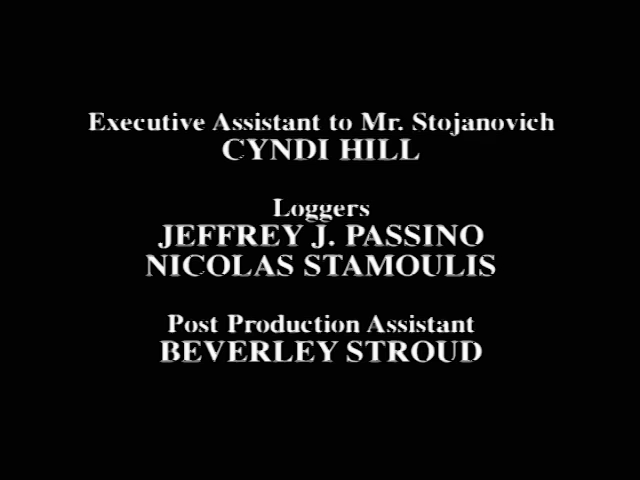 Executive Assistant to Mr. Stojanovich
CYNDI HILL
Loggers
JEFFREY J. PASSINO
NICOLAS STAMOULIS
Post Production Assistant
BEVERLEY STROUD